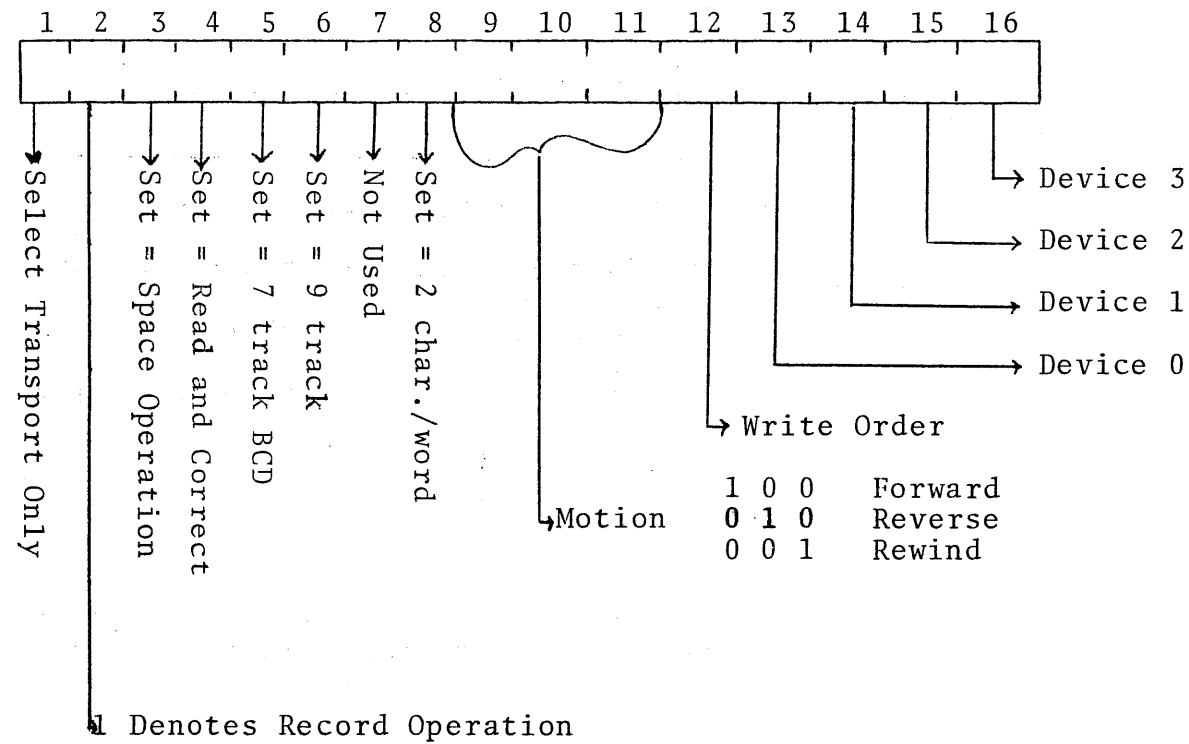 1 2 3 4 5 6 7 8 9 10 11 12 13 14 15 16
Select Transport Only
Set = Space Operation
Set = Read and Correct
Set = 7 track BCD
Set = 9 track
Not Used
Set = 2 char./word
Device 3
Device 2
Device 1
Device 0
Write Order
Motion
1 0 0 Forward
0 1 0 Reverse
0 0 1 Rewind
1 Denotes Record Operation